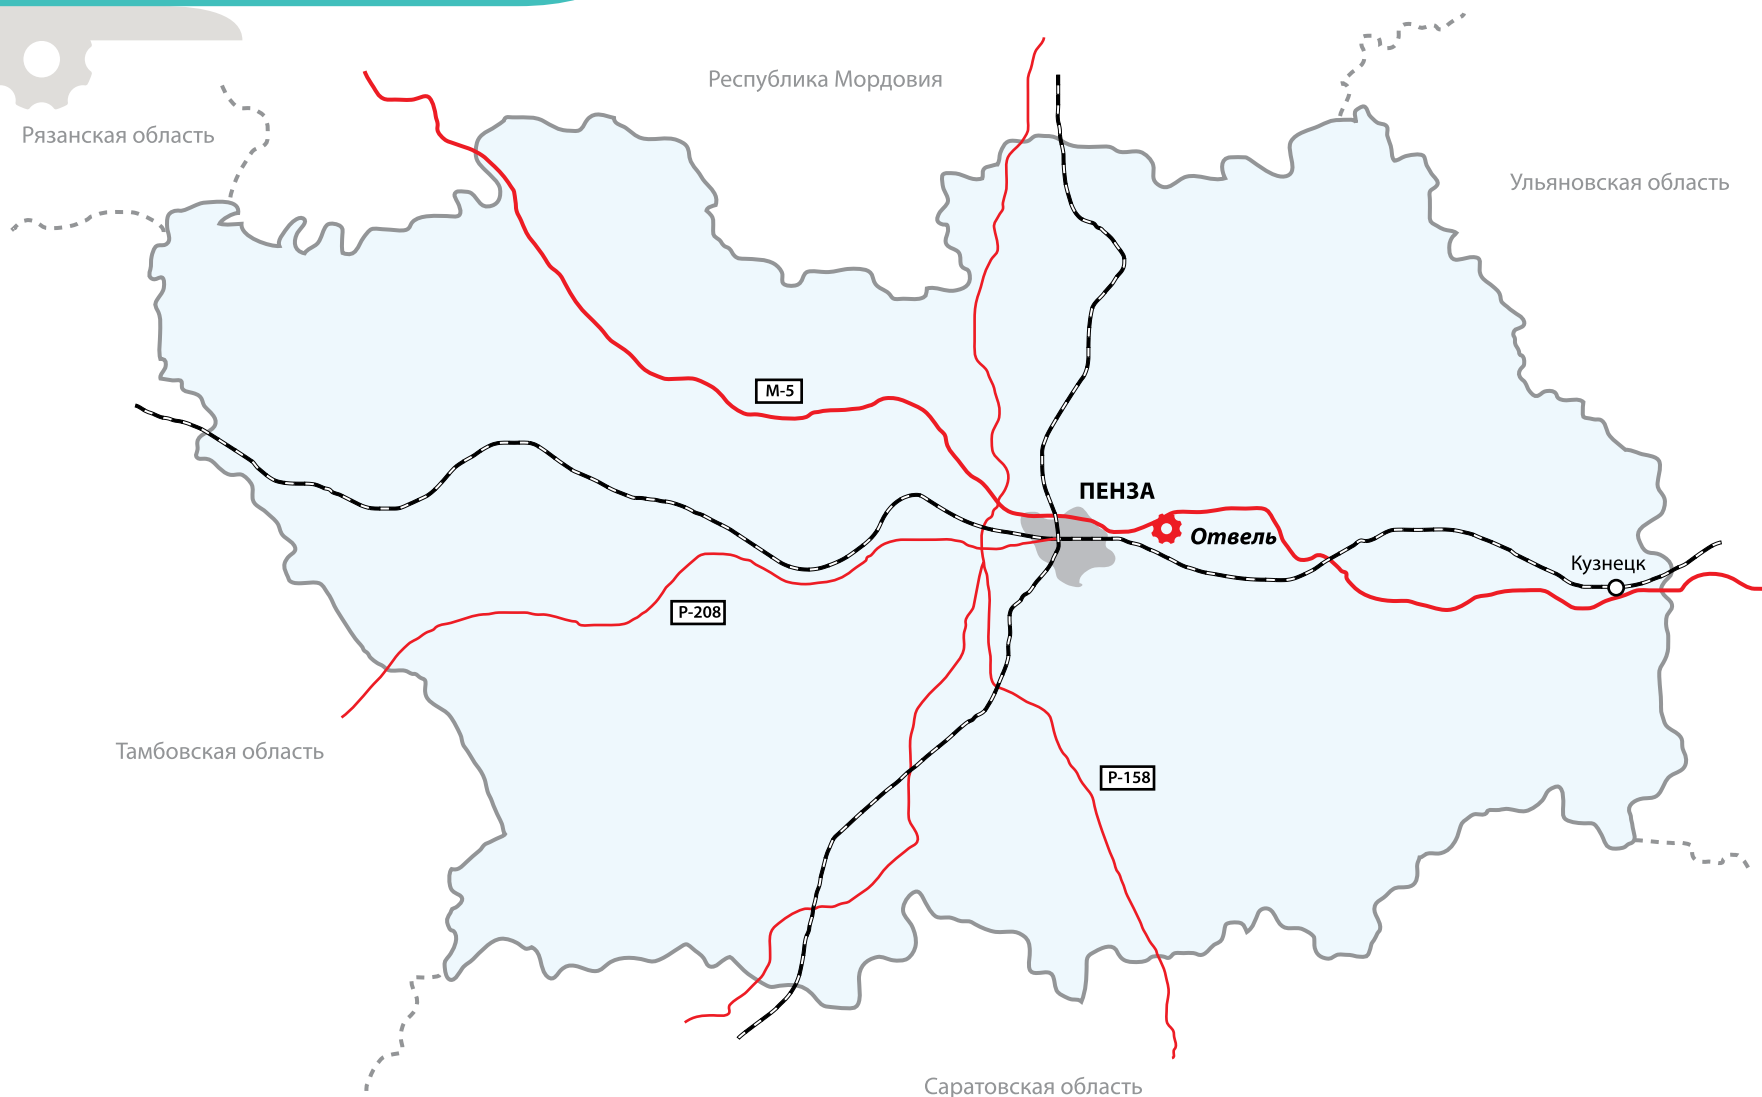 Республика Мордовия
Рязанская область
Ульяновская область
М-5
ПЕНЗА
Отвель
Кузнецк
Р-208
Тамбовская область
Р-158
Саратовская область